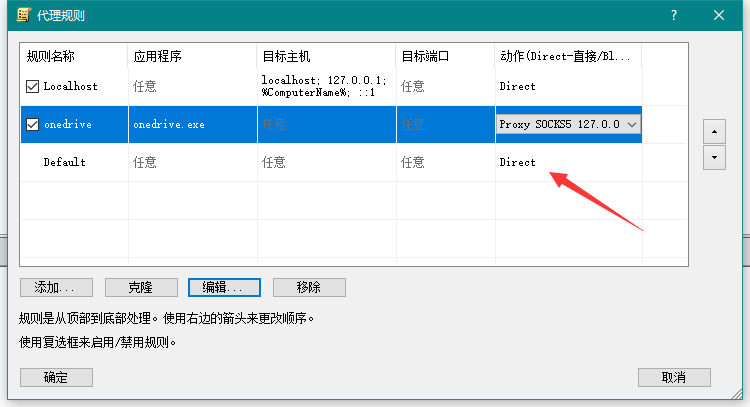 代理规则
规则名称 应用程序 目标主机 目标端口 动作(Direct-直接/Bl...
Localhost 任意 localhost; 127.0.0.1; 任意 Direct
%ComputerName%; ::1
onedrive onedrive.exe 任意 任意 Proxy SOCKS5 127.0.0
Default 任意 任意 任意 Direct
添加... 克隆 编辑... 移除
规则是从顶部到底部处理。使用右边的箭头来更改顺序。
使用复选框来启用/禁用规则。
确定 取消